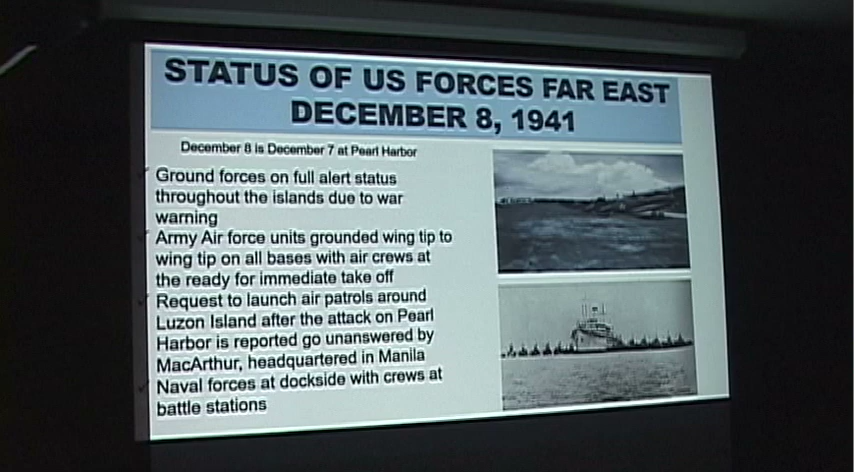 STATUS OF US FORCES FAR EAST
DECEMBER 8, 1941
December 8 is December 7 at Pearl Harbor
Ground forces on full alert status
throughout the islands due to war
warning
Army Air force units grounded wing tip to
wing tip on all bases with air crews at
the ready for immediate take off
Request to launch air patrols around
Luzon Island after the attack on Pearl
Harbor is reported go unanswered by
MacArthur, headquartered in Manila
Naval forces at dockside with crews at
battle stations